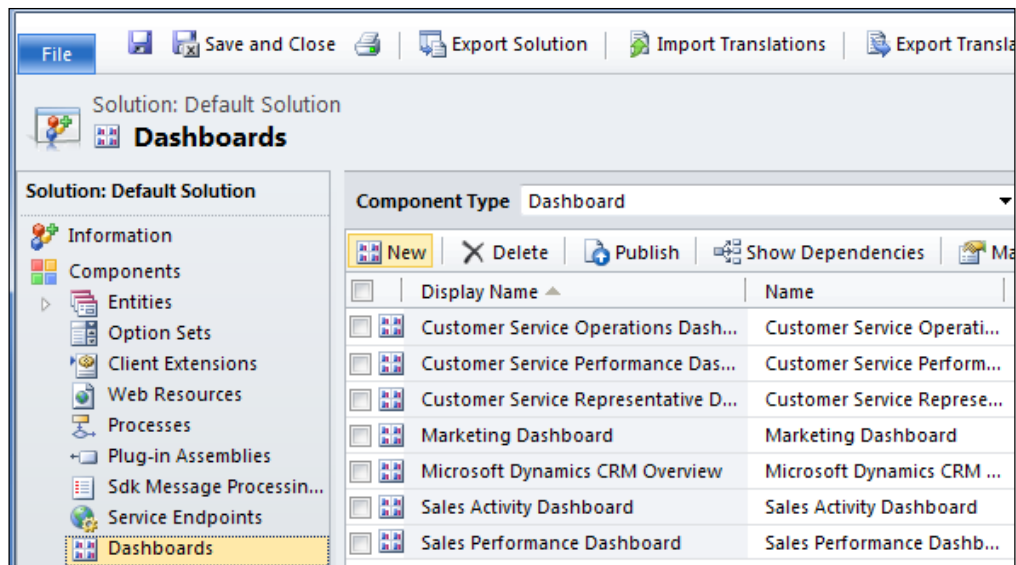 File Save and Close Export Solution Import Translations Export Transla
Solution: Default Solution
Dashboards
Solution: Default Solution
Information
Components
Entities
Option Sets
Client Extensions
Web Resources
Processes
Plug-in Assemblies
Sdk Message Processin...
Service Endpoints
Dashboards
Component Type Dashboard
New Delete Publish Show Dependencies Ma
Display Name Name
Customer Service Operations Dash... Customer Service Operati...
Customer Service Performance Das... Customer Service Perform...
Customer Service Representative D... Customer Service Represe...
Marketing Dashboard Marketing Dashboard
Microsoft Dynamics CRM Overview Microsoft Dynamics CRM ...
Sales Activity Dashboard Sales Activity Dashboard
Sales Performance Dashboard Sales Performance Dashb...